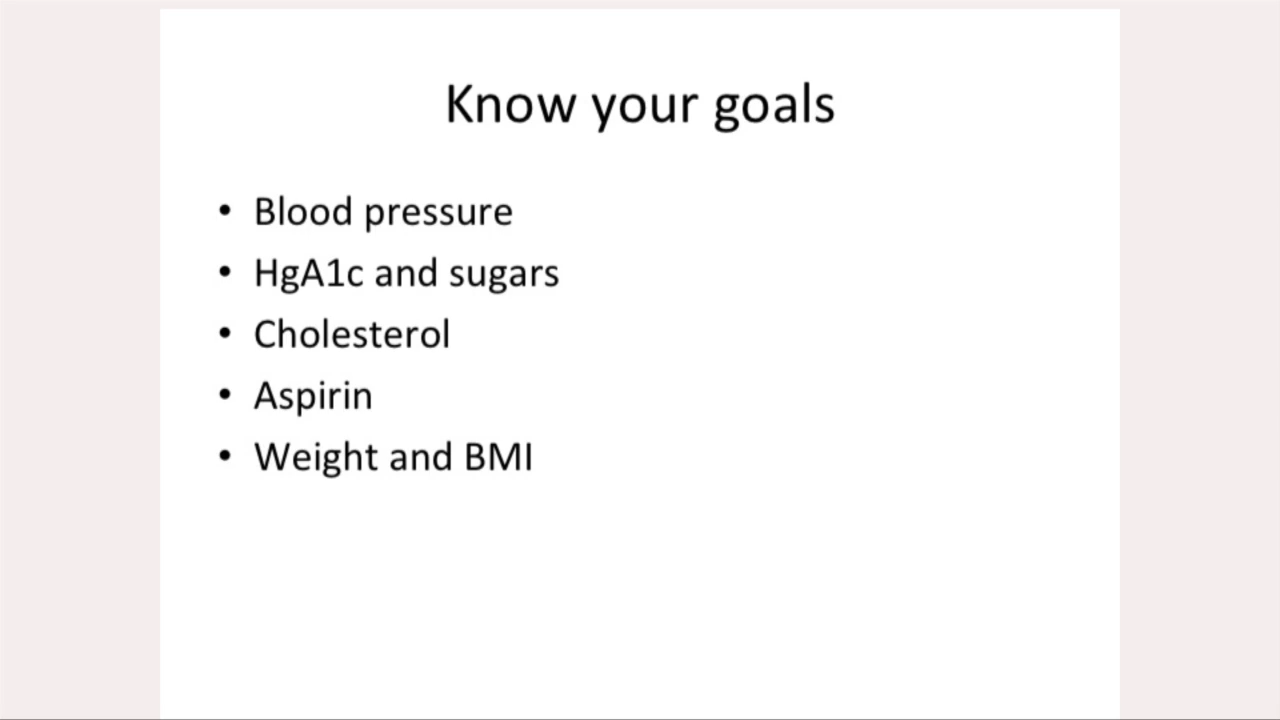 Know your goals
• Blood pressure
• HgA1c and sugars
• Cholesterol
• Aspirin
• Weight and BMI